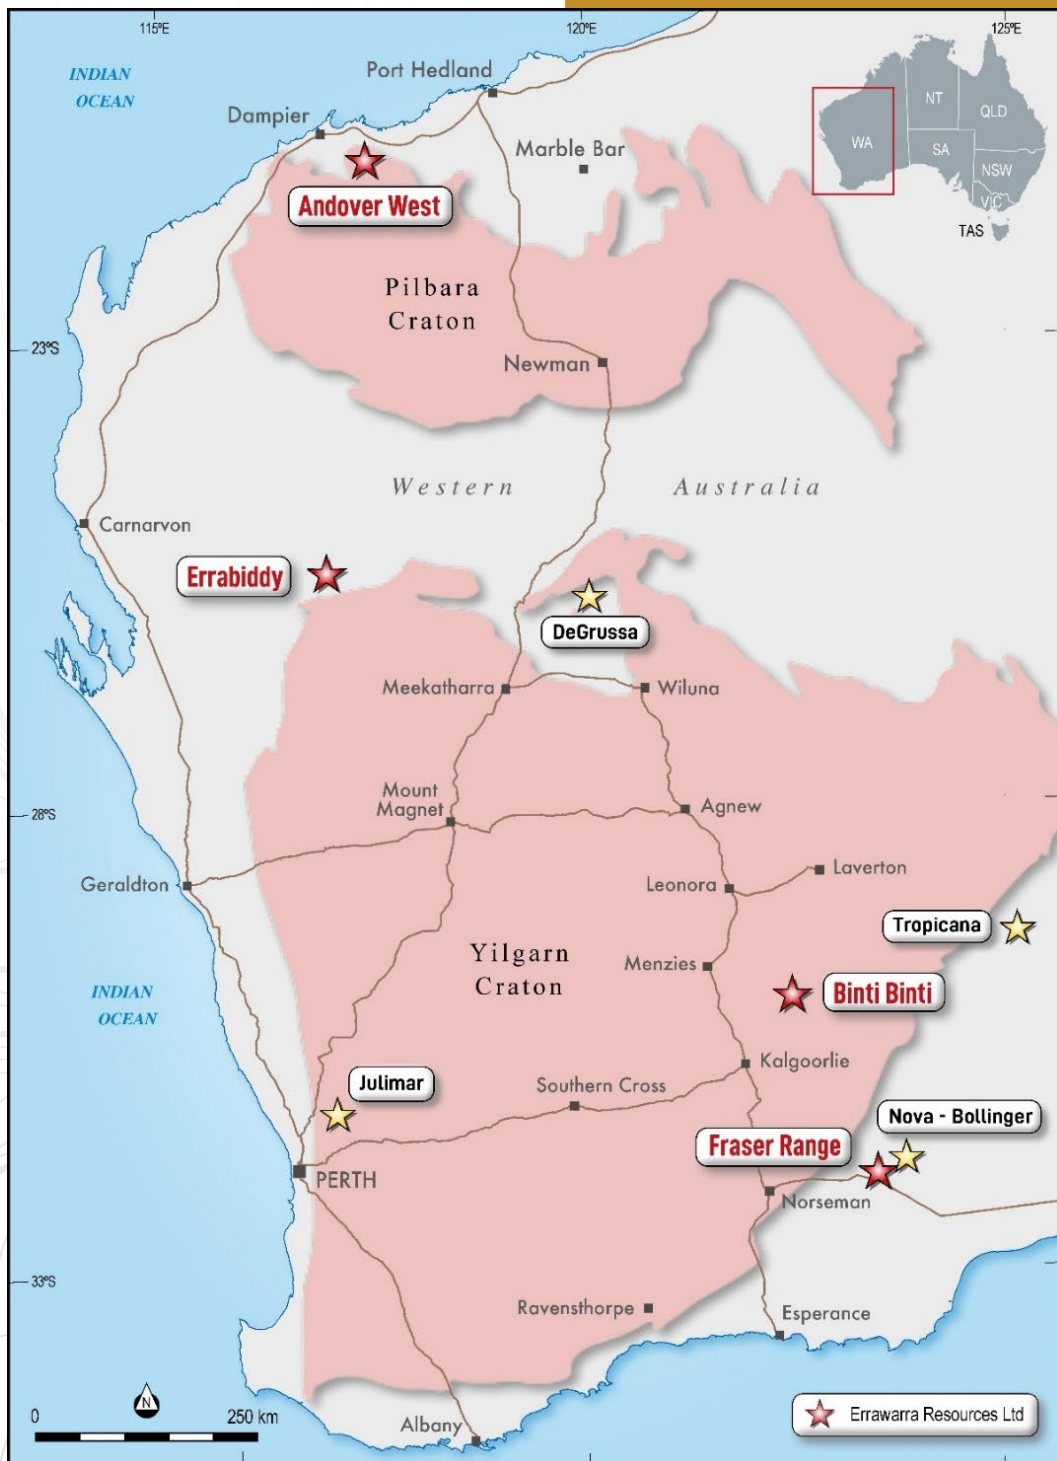 115°E
120°E
125°E
INDIAN
OCEAN
Port Hedland
Dampier
Marble Bar
NT
QLD
WA
SA
NSW
VIC
TAS
Andover West
Pilbara
Craton
23°S
Newman
Western
Australia
Carnarvon
Errabiddy
DeGrussa
Meekatharra
Wiluna
Mount
Magnet
Agnew
28°S
Laverton
Geraldton
Leonora
Tropicana
Yilgarn
Craton
Menzies
INDIAN
OCEAN
Binti Binti
Kalgoorlie
Julimar
Southern Cross
Nova - Bollinger
Fraser Range
PERTH
Norseman
33°S
Ravensthorpe
Esperance
N
0
250 km
Albany
Errawarra Resources Ltd